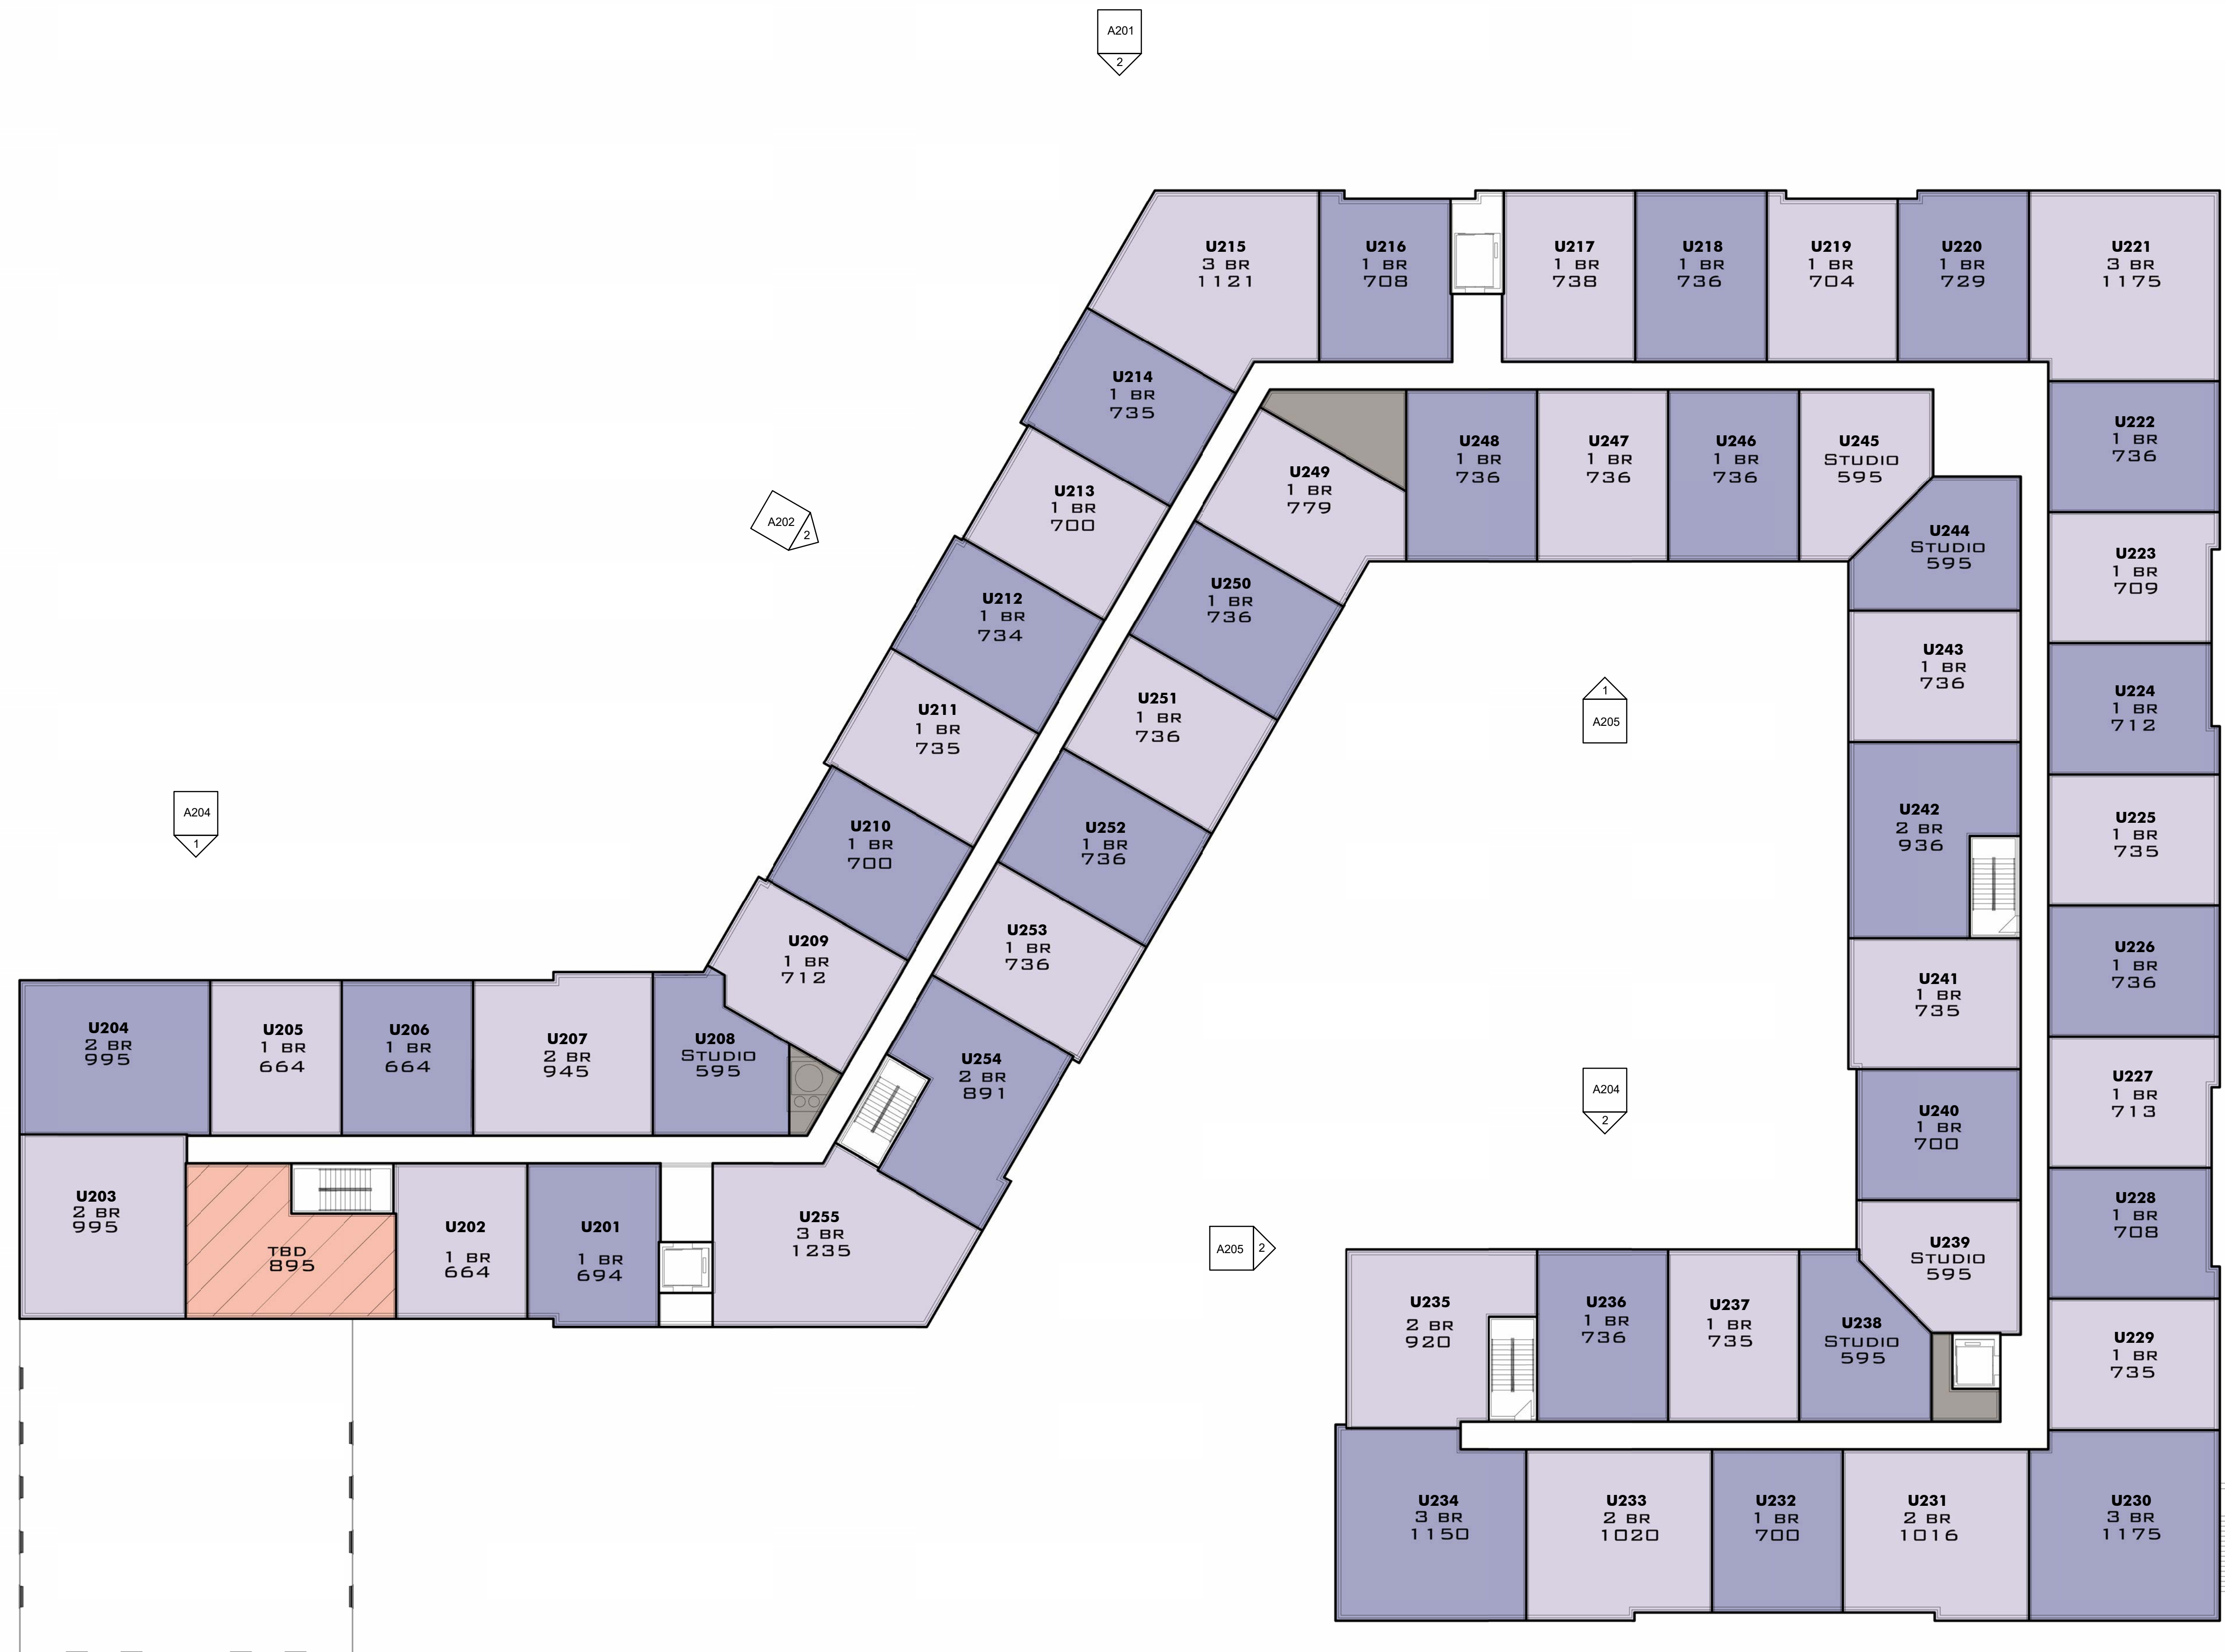 A201
2
U215
3 BR
1121
U216
1 BR
708
U217
1 BR
738
U218
1 BR
736
U219
1 BR
704
U220
1 BR
729
U221
3 BR
1175
U214
1 BR
735
U213
1 BR
700
A202
2
U212
1 BR
734
U211
1 BR
735
U210
1 BR
700
U209
1 BR
712
U249
1 BR
779
U248
1 BR
736
U247
1 BR
736
U246
1 BR
736
U245
STUDIO
595
U244
STUDIO
595
U222
1 BR
736
U223
1 BR
709
U250
1 BR
736
U251
1 BR
736
U252
1 BR
736
U253
1 BR
736
U254
2 BR
891
1
A205
U243
1 BR
736
U224
1 BR
712
U242
2 BR
936
U225
1 BR
735
U241
1 BR
735
U226
1 BR
736
A204
1
U204
2 BR
995
U205
1 BR
664
U206
1 BR
664
U207
2 BR
945
U208
STUDIO
595
A204
2
U240
1 BR
700
U227
1 BR
713
U203
2 BR
995
TBD
895
U202
1 BR
664
U201
1 BR
694
U255
3 BR
1235
A205
2
U239
STUDIO
595
U228
1 BR
708
U235
2 BR
920
U236
1 BR
736
U237
1 BR
735
U238
STUDIO
595
U229
1 BR
735
U234
3 BR
1150
U233
2 BR
1020
U232
1 BR
700
U231
2 BR
1016
U230
3 BR
1175